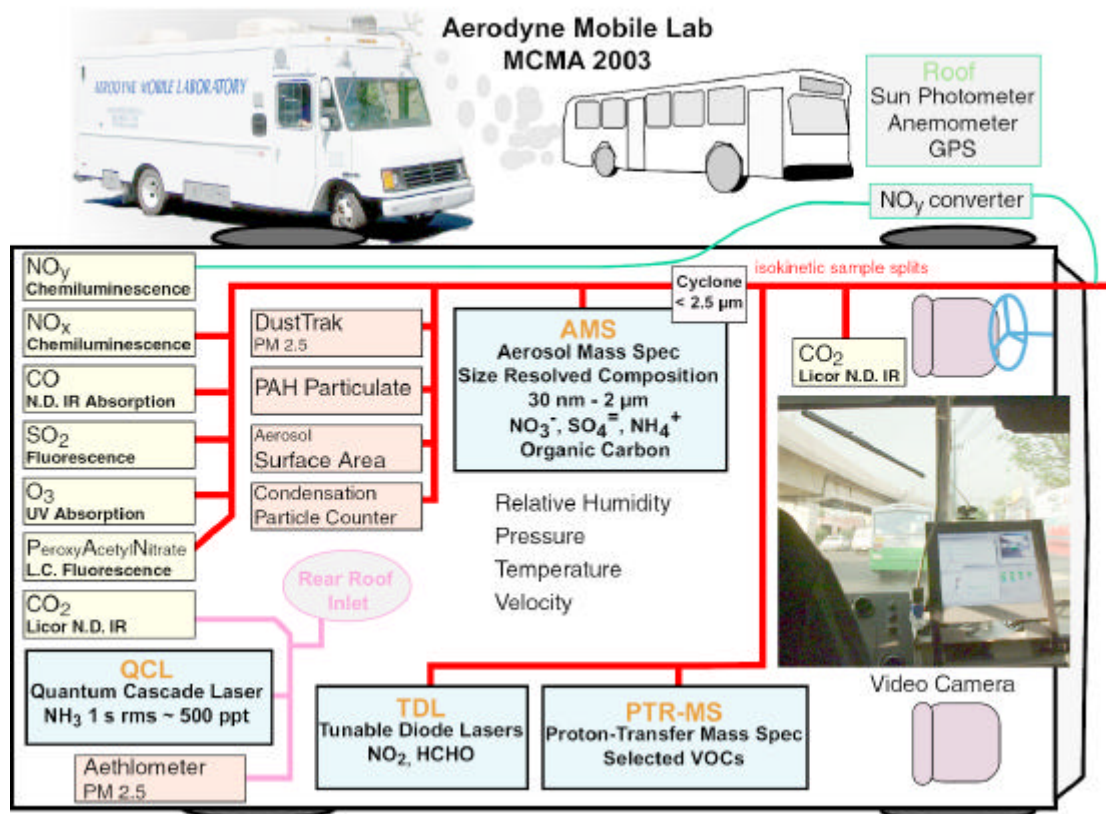 Aerodyne Mobile Lab
MCMA 2003
AERODYNE MOBILE LABORATORY
Roof
Sun Photometer
Anemometer
GPS
NOy converter
isokinetic sample splits
NOy
Chemiluminescence
NOx
Chemiluminescence
CO
N.D. IR Absorption
SO2
Fluorescence
O3
UV Absorption
PeroxyAcetylNitrate
L.C. Fluorescence
CO2
Licor N.D. IR
DustTrak
PM 2.5
PAH Particulate
Aerosol
Surface Area
Condensation
Particle Counter
Cyclone
< 2.5 µm
AMS
Aerosol Mass Spec
Size Resolved Composition
30 nm - 2 µm
NO3-, SO4=, NH4+
Organic Carbon
CO2
Licor N.D. IR
Relative Humidity
Pressure
Temperature
Velocity
Rear Roof
Inlet
QCL
Quantum Cascade Laser
NH3 1 s rms ~ 500 ppt
Aethlometer
PM 2.5
TDL
Tunable Diode Lasers
NO2, HCHO
PTR-MS
Proton-Transfer Mass Spec
Selected VOCs
Video Camera